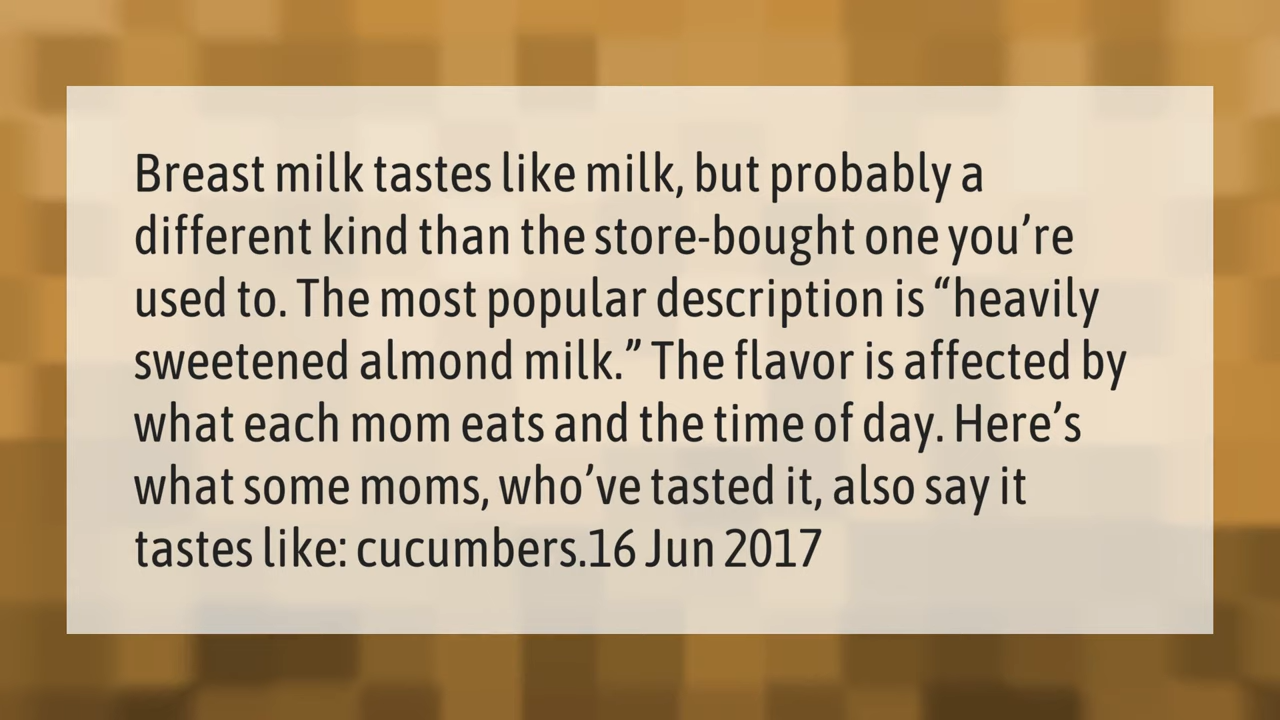 Breast milk tastes like milk, but probably a
different kind than the store-bought one you’re
used to. The most popular description is “heavily
sweetened almond milk.” The flavor is affected by
what each mom eats and the time of day. Here’s
what some moms, who’ve tasted it, also say it
tastes like: cucumbers.16 Jun 2017